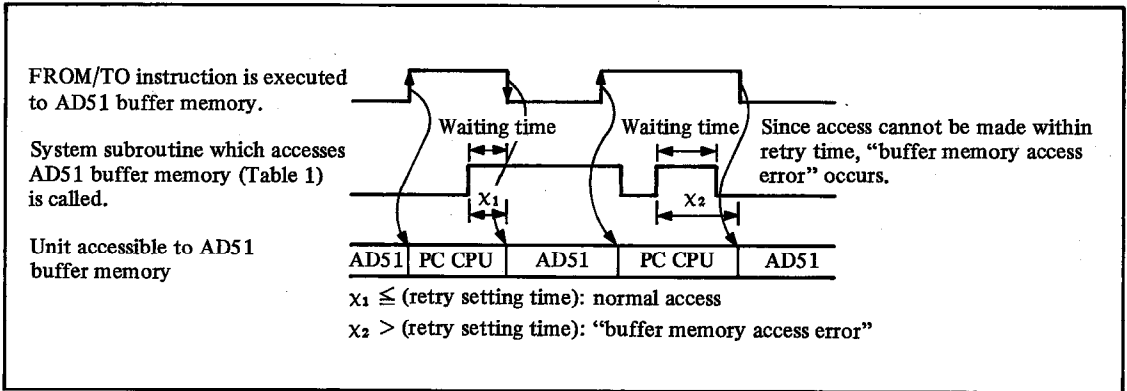 FROM/TO instruction is executed
to AD51 buffer memory.
Waiting time
Waiting time
Since access cannot be made within
retry time, “buffer memory access
error” occurs.
System subroutine which accesses
AD51 buffer memory (Table 1)
is called.
χ₁
χ₂
Unit accessible to AD51
buffer memory
AD51 PC CPU AD51 PC CPU AD51
χ₁ ≦ (retry setting time): normal access
χ₂ > (retry setting time): “buffer memory access error”